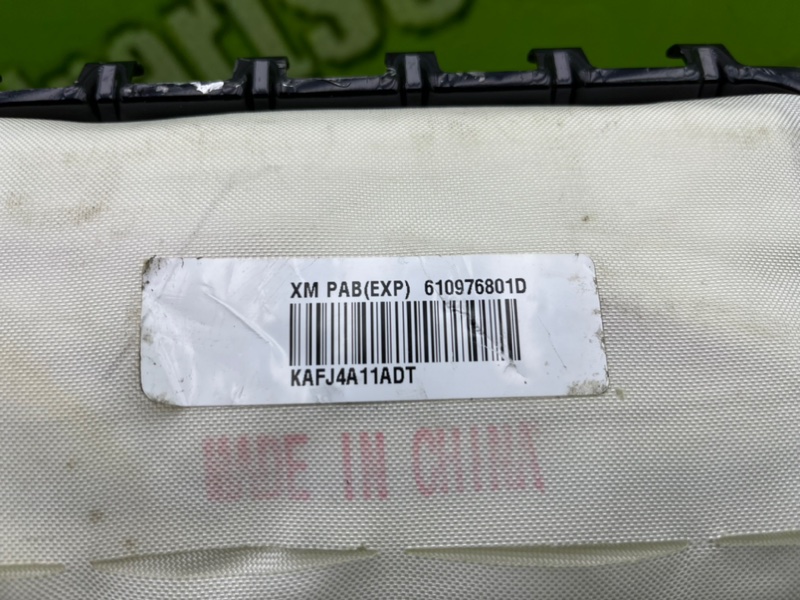 XM PAB(EXP) 610976801D
KAFJ4A11ADT
MADE IN CHINA